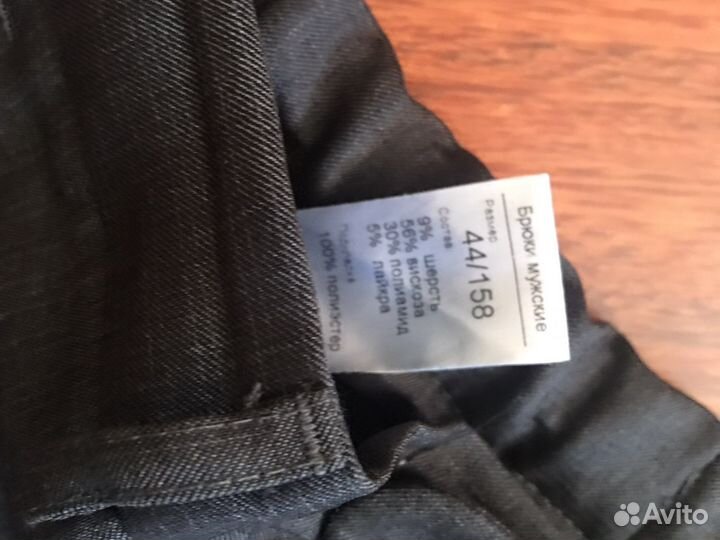 Брюки мужские
Размер
44/158
Состав
9% шерсть
56% вискоза
30% полиамид
5% лайкра
Подкладка
100% полиэстер
Avito